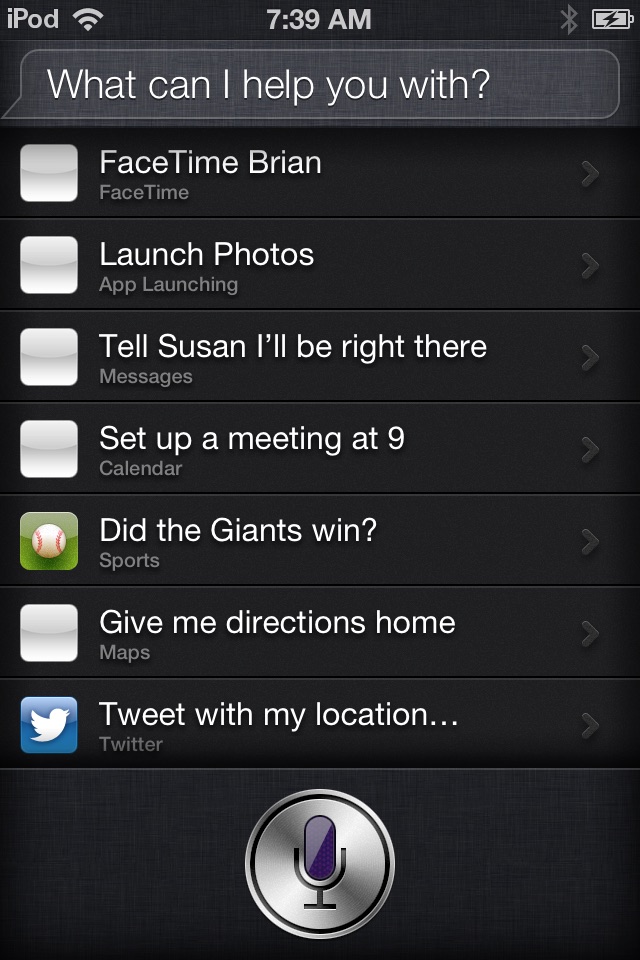 iPod 7:39 AM
What can I help you with?
FaceTime Brian
FaceTime
Launch Photos
App Launching
Tell Susan I’ll be right there
Messages
Set up a meeting at 9
Calendar
Did the Giants win?
Sports
Give me directions home
Maps
Tweet with my location...
Twitter